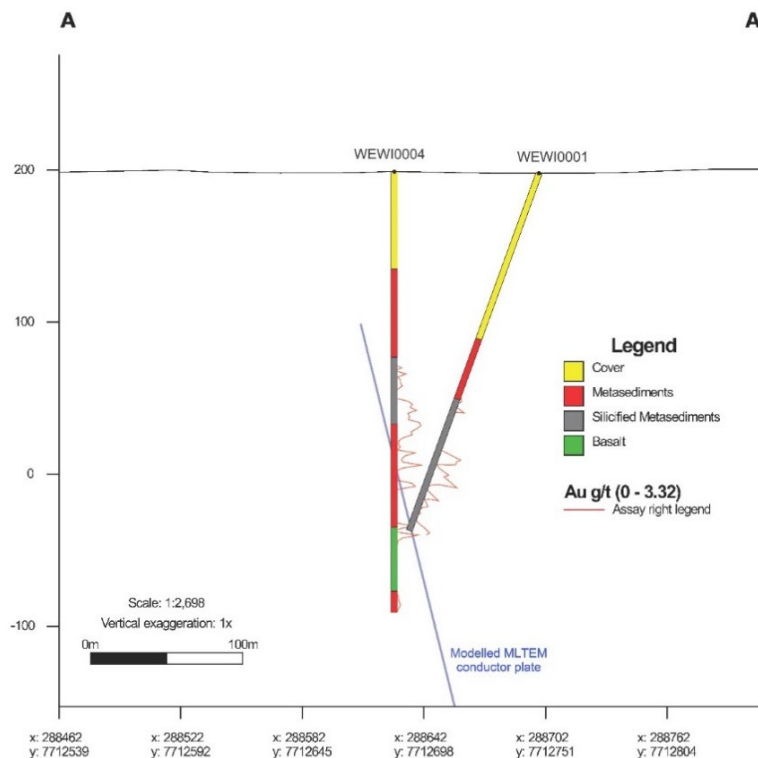 A
A
WEWI0004
WEWI0001
200
100
0
-100
Legend
Cover
Metasediments
Silicified Metasediments
Basalt
Au g/t (0 - 3.32)
Assay right legend
Scale: 1:2,698
Vertical exaggeration: 1x
0m
100m
Modelled MLTEM
conductor plate
x: 288462
y: 7712539
x: 288522
y: 7712592
x: 288582
y: 7712645
x: 288642
y: 7712698
x: 288702
y: 7712751
x: 288762
y: 7712804